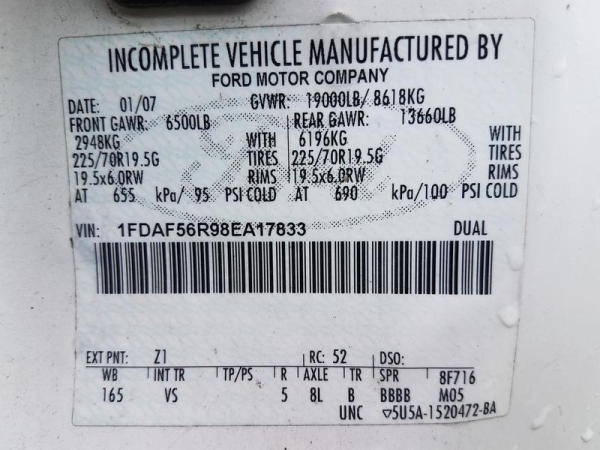 INCOMPLETE VEHICLE MANUFACTURED BY
FORD MOTOR COMPANY
DATE: 01/07 GVWR: 19000LB/ 8618KG
FRONT GAWR: 6500LB REAR GAWR: 13660LB
2948KG WITH 6196KG WITH
225/70R19.5G TIRES 225/70R19.5G TIRES
19.5x6.0RW RIMS 19.5x6.0RW RIMS
AT 655 kPa/ 95 PSI COLD AT 690 kPa/100 PSI COLD
VIN: 1FDAF56R98EA17833 DUAL
EXT PNT: Z1 RC: 52 DSO:
WB INT TR TP/PS R AXLE TR SPR 8F716
165 VS 5 8L B BBBB M05
UNC ▽5U5A-1520472-BA